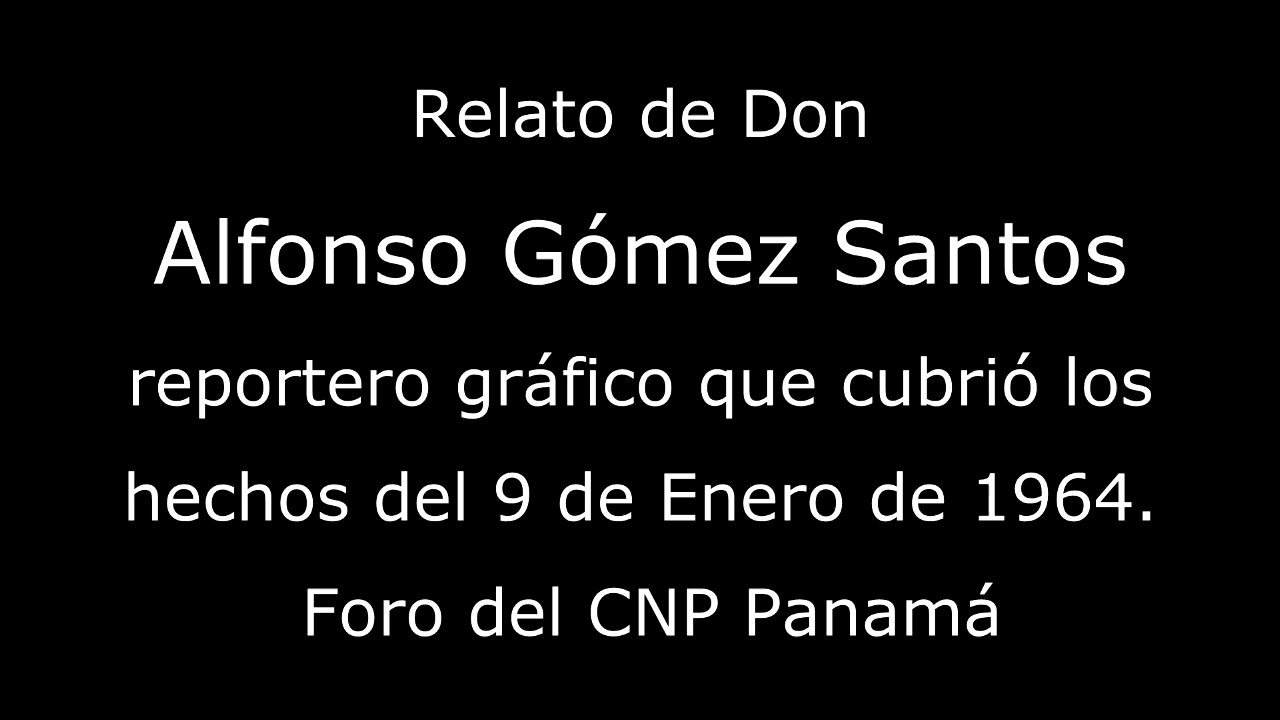 Relato de Don
Alfonso Gómez Santos
reportero gráfico que cubrió los
hechos del 9 de Enero de 1964.
Foro del CNP Panamá